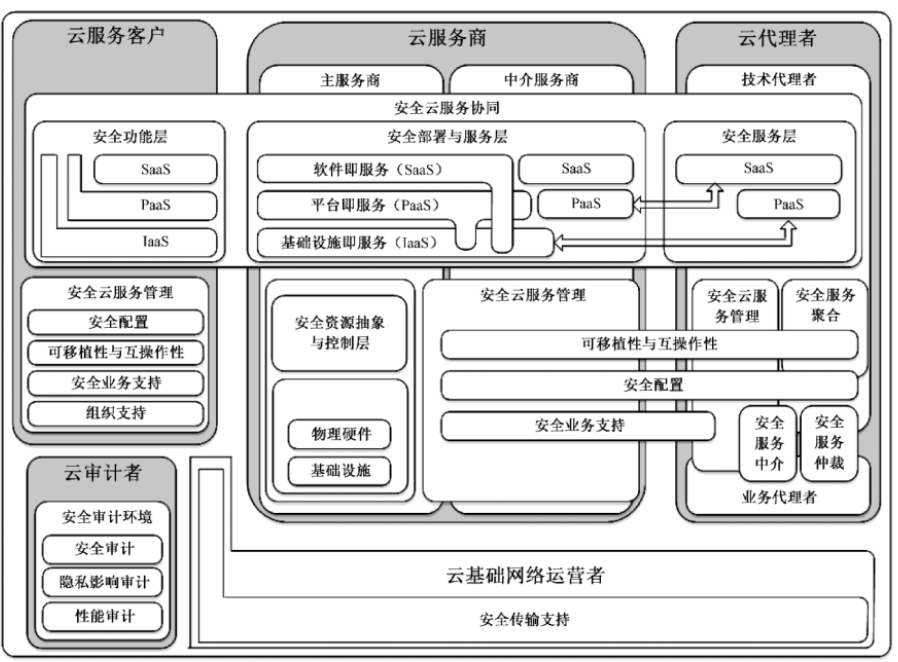 云服务客户
云服务商
云代理者
主服务商
中介服务商
技术代理者
安全云服务协同
安全功能层
SaaS
PaaS
IaaS
安全部署与服务层
软件即服务（SaaS）
平台即服务（PaaS）
基础设施即服务（IaaS）
SaaS
PaaS
安全服务层
SaaS
PaaS
安全云服务管理
安全配置
可移植性与互操作性
安全业务支持
组织支持
安全资源抽象
与控制层
物理硬件
基础设施
安全云服务管理
安全云服
务管理
安全服务
聚合
可移植性与互操作性
安全配置
安全业务支持
安全
服务
中介
安全
服务
仲裁
业务代理者
云审计者
安全审计环境
安全审计
隐私影响审计
性能审计
云基础网络运营者
安全传输支持